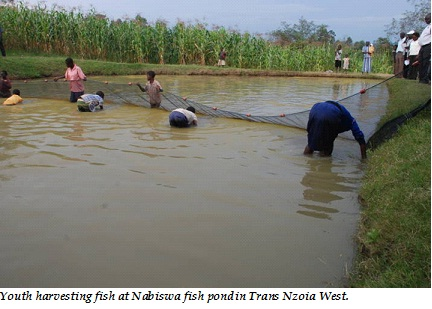 Youth harvesting fish at Nabiswa fish pond in Trans Nzoia West.